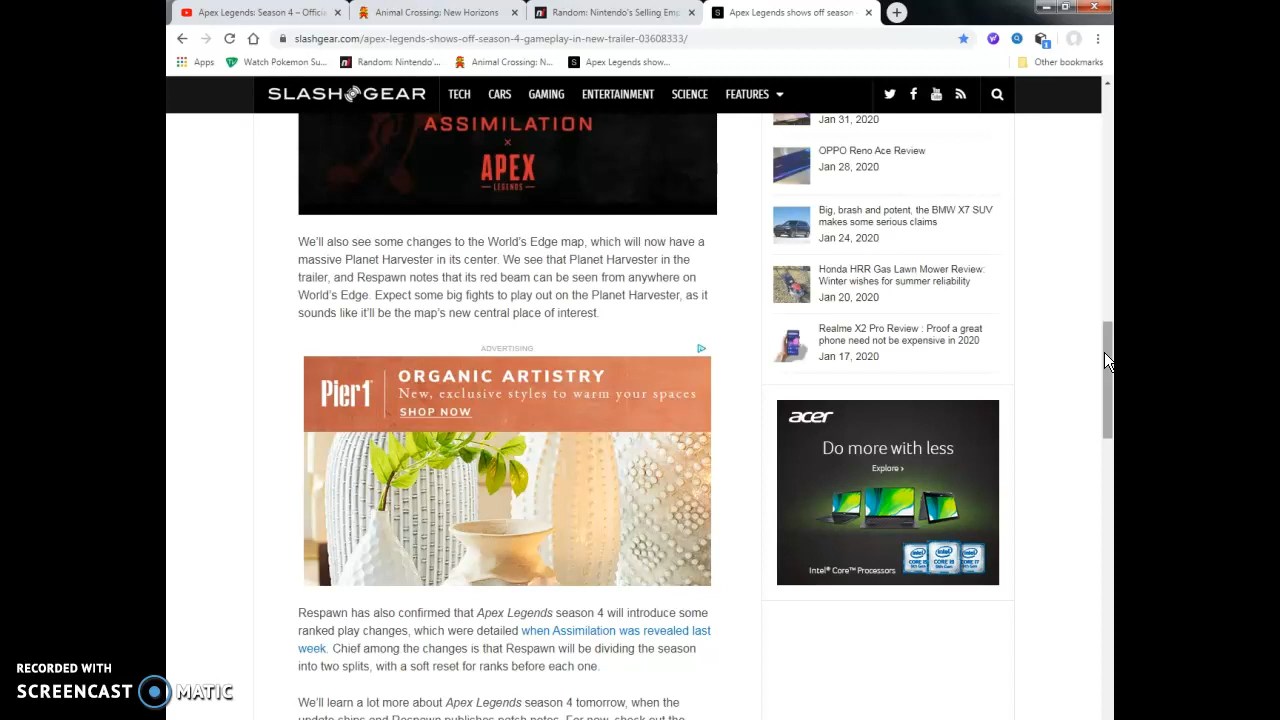 Apex Legends: Season 4 – Officia
Animal Crossing: New Horizons
Random: Nintendo's Selling Emp
Apex Legends shows off season
slashgear.com/apex-legends-shows-off-season-4-gameplay-in-new-trailer-03608333/
Apps
Watch Pokemon Su...
Random: Nintendo'...
Animal Crossing: N...
Apex Legends show...
Other bookmarks
SLASHGEAR
TECH
CARS
GAMING
ENTERTAINMENT
SCIENCE
FEATURES
ASSIMILATION
×
APEX
LEGENDS
We'll also see some changes to the World's Edge map, which will now have a
massive Planet Harvester in its center. We see that Planet Harvester in the
trailer, and Respawn notes that its red beam can be seen from anywhere on
World's Edge. Expect some big fights to play out on the Planet Harvester, as it
sounds like it'll be the map's new central place of interest.
ADVERTISING
Pier1
ORGANIC ARTISTRY
New, exclusive styles to warm your spaces
SHOP NOW
Respawn has also confirmed that Apex Legends season 4 will introduce some
ranked play changes, which were detailed when Assimilation was revealed last
week. Chief among the changes is that Respawn will be dividing the season
into two splits, with a soft reset for ranks before each one.
We'll learn a lot more about Apex Legends season 4 tomorrow, when the
update ships and Respawn publishes patch notes. For now, check out the
Jan 31, 2020
OPPO Reno Ace Review
Jan 28, 2020
Big, brash and potent, the BMW X7 SUV
makes some serious claims
Jan 24, 2020
Honda HRR Gas Lawn Mower Review:
Winter wishes for summer reliability
Jan 20, 2020
Realme X2 Pro Review : Proof a great
phone need not be expensive in 2020
Jan 17, 2020
acer
Do more with less
Explore ›
Intel® Core™ Processors
RECORDED WITH
SCREENCAST MATIC